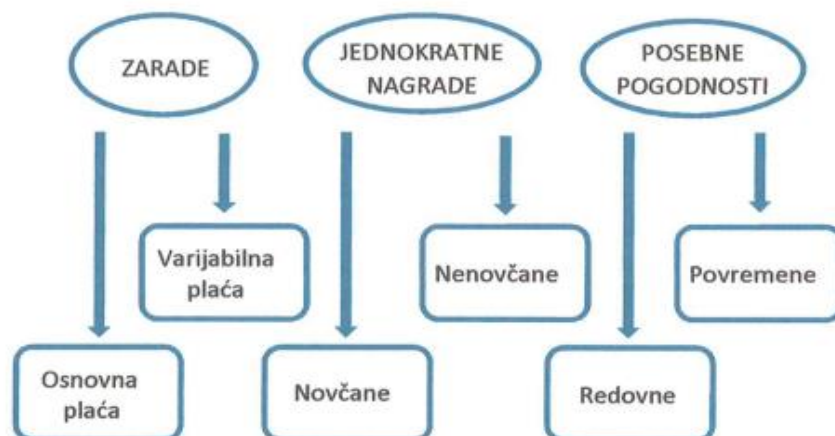 ZARADE
JEDNOKRATNE
NAGRADE
POSEBNE
POGODNOSTI
Varijabilna
plaća
Nenovčane
Povremene
Osnovna
plaća
Novčane
Redovne